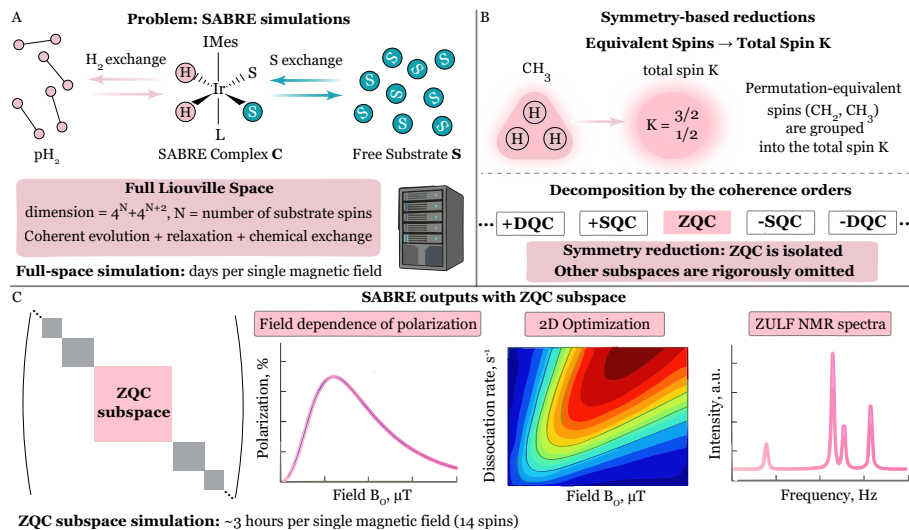 A
Problem: SABRE simulations
IMes
H₂ exchange
S exchange
H
S
Ir
H
S
L
S S S S S S S S S S S
pH₂
SABRE Complex C
Free Substrate S
Full Liouville Space
dimension = 4ᴺ+4ᴺ⁺², N = number of substrate spins
Coherent evolution + relaxation + chemical exchange
Full-space simulation: days per single magnetic field
B
Symmetry-based reductions
Equivalent Spins → Total Spin K
CH₃
total spin K
H
H H
K = 3/2
1/2
Permutation-equivalent
spins (CH₂, CH₃)
are grouped
into the total spin K
Decomposition by the coherence orders
... +DQC +SQC ZQC -SQC -DQC ...
Symmetry reduction: ZQC is isolated
Other subspaces are rigorously omitted
C
SABRE outputs with ZQC subspace
ZQC
subspace
Field dependence of polarization
Polarization, %
Field B₀, µT
2D Optimization
Dissociation rate, s⁻¹
Field B₀, µT
ZULF NMR spectra
Intensity, a.u.
Frequency, Hz
ZQC subspace simulation: ~3 hours per single magnetic field (14 spins)